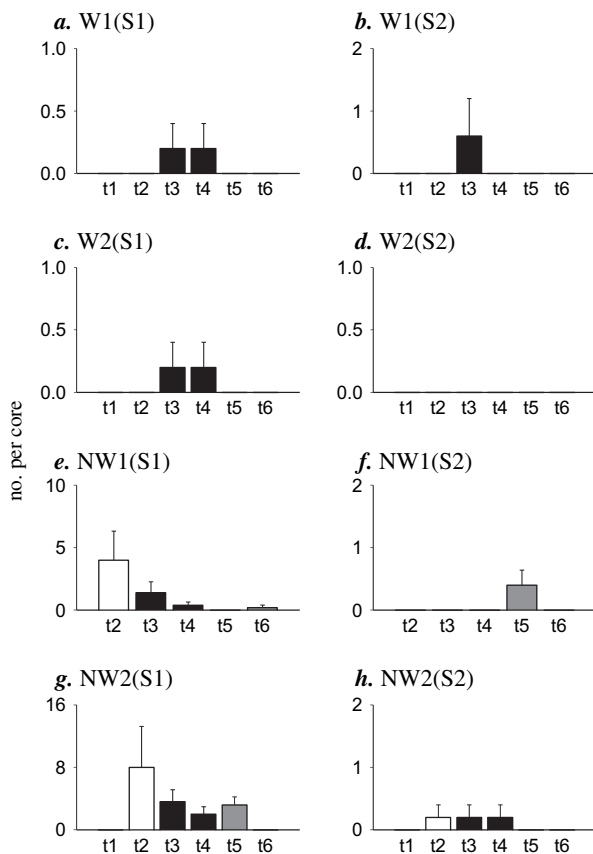 a. W1(S1)
b. W1(S2)
1.0
0.5
0.0
t1 t2 t3 t4 t5 t6
2
1
0
t1 t2 t3 t4 t5 t6
c. W2(S1)
d. W2(S2)
1.0
0.5
0.0
t1 t2 t3 t4 t5 t6
1.0
0.5
0.0
t1 t2 t3 t4 t5 t6
no. per core
e. NW1(S1)
f. NW1(S2)
10
5
0
t2 t3 t4 t5 t6
2
1
0
t2 t3 t4 t5 t6
g. NW2(S1)
h. NW2(S2)
16
8
0
t1 t2 t3 t4 t5 t6
2
1
0
t1 t2 t3 t4 t5 t6